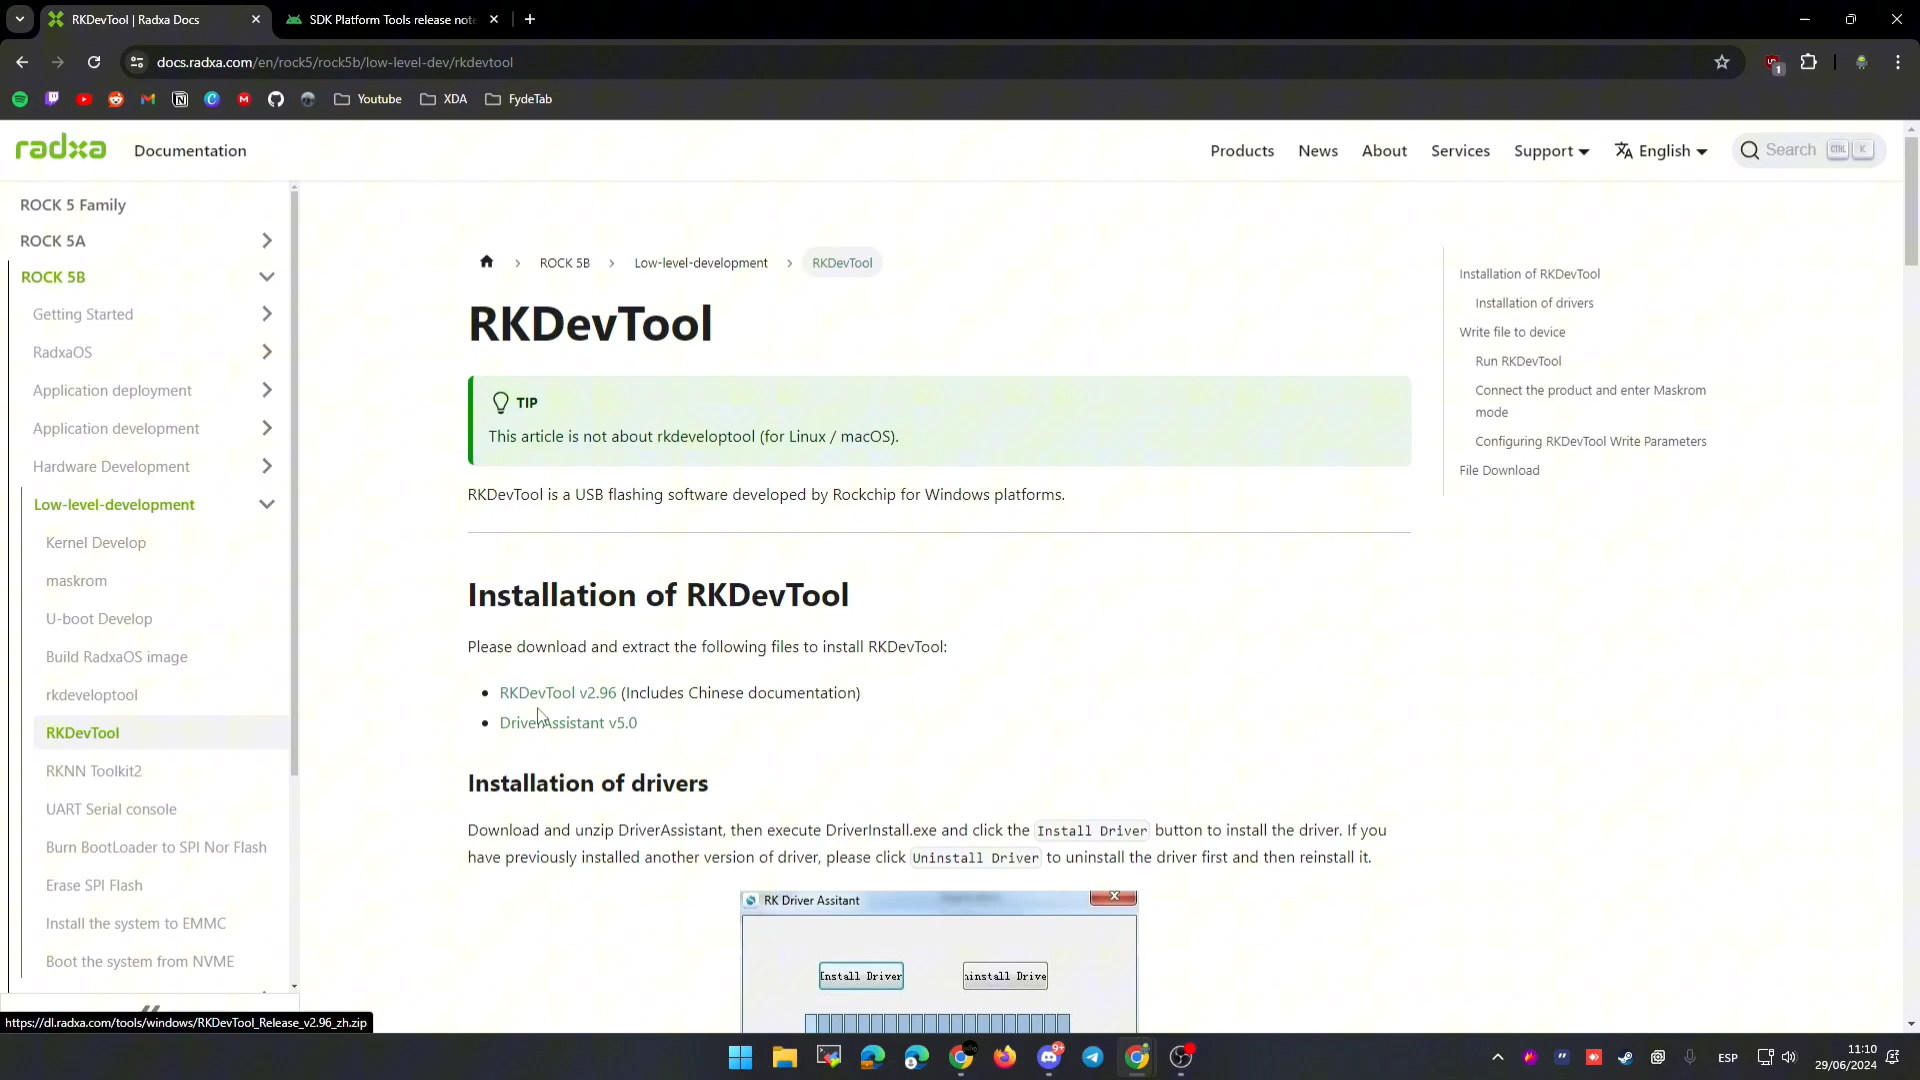 RKDevTool | Radxa Docs
SDK Platform Tools release note
docs.radxa.com/en/rock5/rock5b/low-level-dev/rkdevtool
1
Youtube
XDA
FydeTab
radxa
Documentation
Products
News
About
Services
Support
English
Search
CTRL
K
ROCK 5 Family
ROCK 5A
ROCK 5B
Getting Started
RadxaOS
Application deployment
Application development
Hardware Development
Low-level-development
Kernel Develop
maskrom
U-boot Develop
Build RadxaOS image
rkdeveloptool
RKDevTool
RKNN Toolkit2
UART Serial console
Burn BootLoader to SPI Nor Flash
Erase SPI Flash
Install the system to EMMC
Boot the system from NVME
https://dl.radxa.com/tools/windows/RKDevTool_Release_v2.96_zh.zip
ROCK 5B
Low-level-development
RKDevTool
RKDevTool
TIP
This article is not about rkdeveloptool (for Linux / macOS).
RKDevTool is a USB flashing software developed by Rockchip for Windows platforms.
Installation of RKDevTool
Please download and extract the following files to install RKDevTool:
RKDevTool v2.96 (Includes Chinese documentation)
DriverAssistant v5.0
Installation of drivers
Download and unzip DriverAssistant, then execute DriverInstall.exe and click the Install Driver button to install the driver. If you
have previously installed another version of driver, please click Uninstall Driver to uninstall the driver first and then reinstall it.
RK Driver Assitant
Install Driver
ninstall Drive
Installation of RKDevTool
Installation of drivers
Write file to device
Run RKDevTool
Connect the product and enter Maskrom
mode
Configuring RKDevTool Write Parameters
File Download
9+
ESP
11:10
29/06/2024